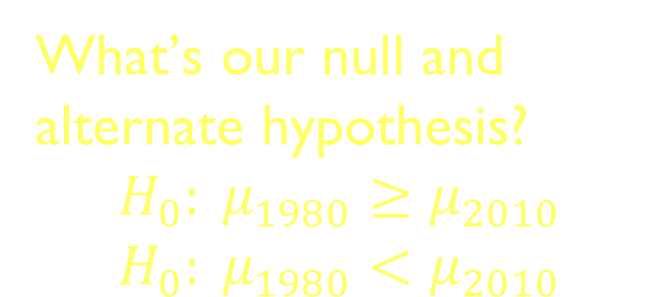 What's our null and
alternate hypothesis?
𝐻₀: 𝜇₁₉₈₀ ≥ 𝜇₂₀₁₀
𝐻₀: 𝜇₁₉₈₀ < 𝜇₂₀₁₀